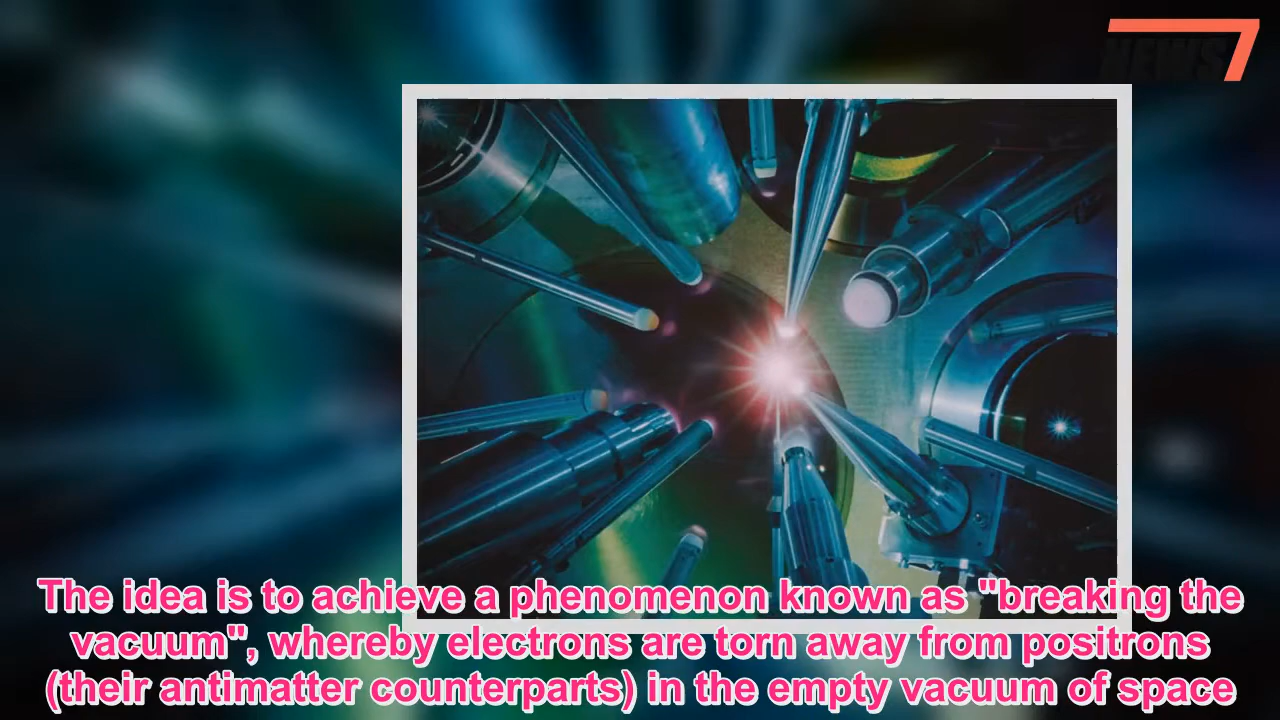 NEWS7
The idea is to achieve a phenomenon known as "breaking the
vacuum", whereby electrons are torn away from positrons
(their antimatter counterparts) in the empty vacuum of space